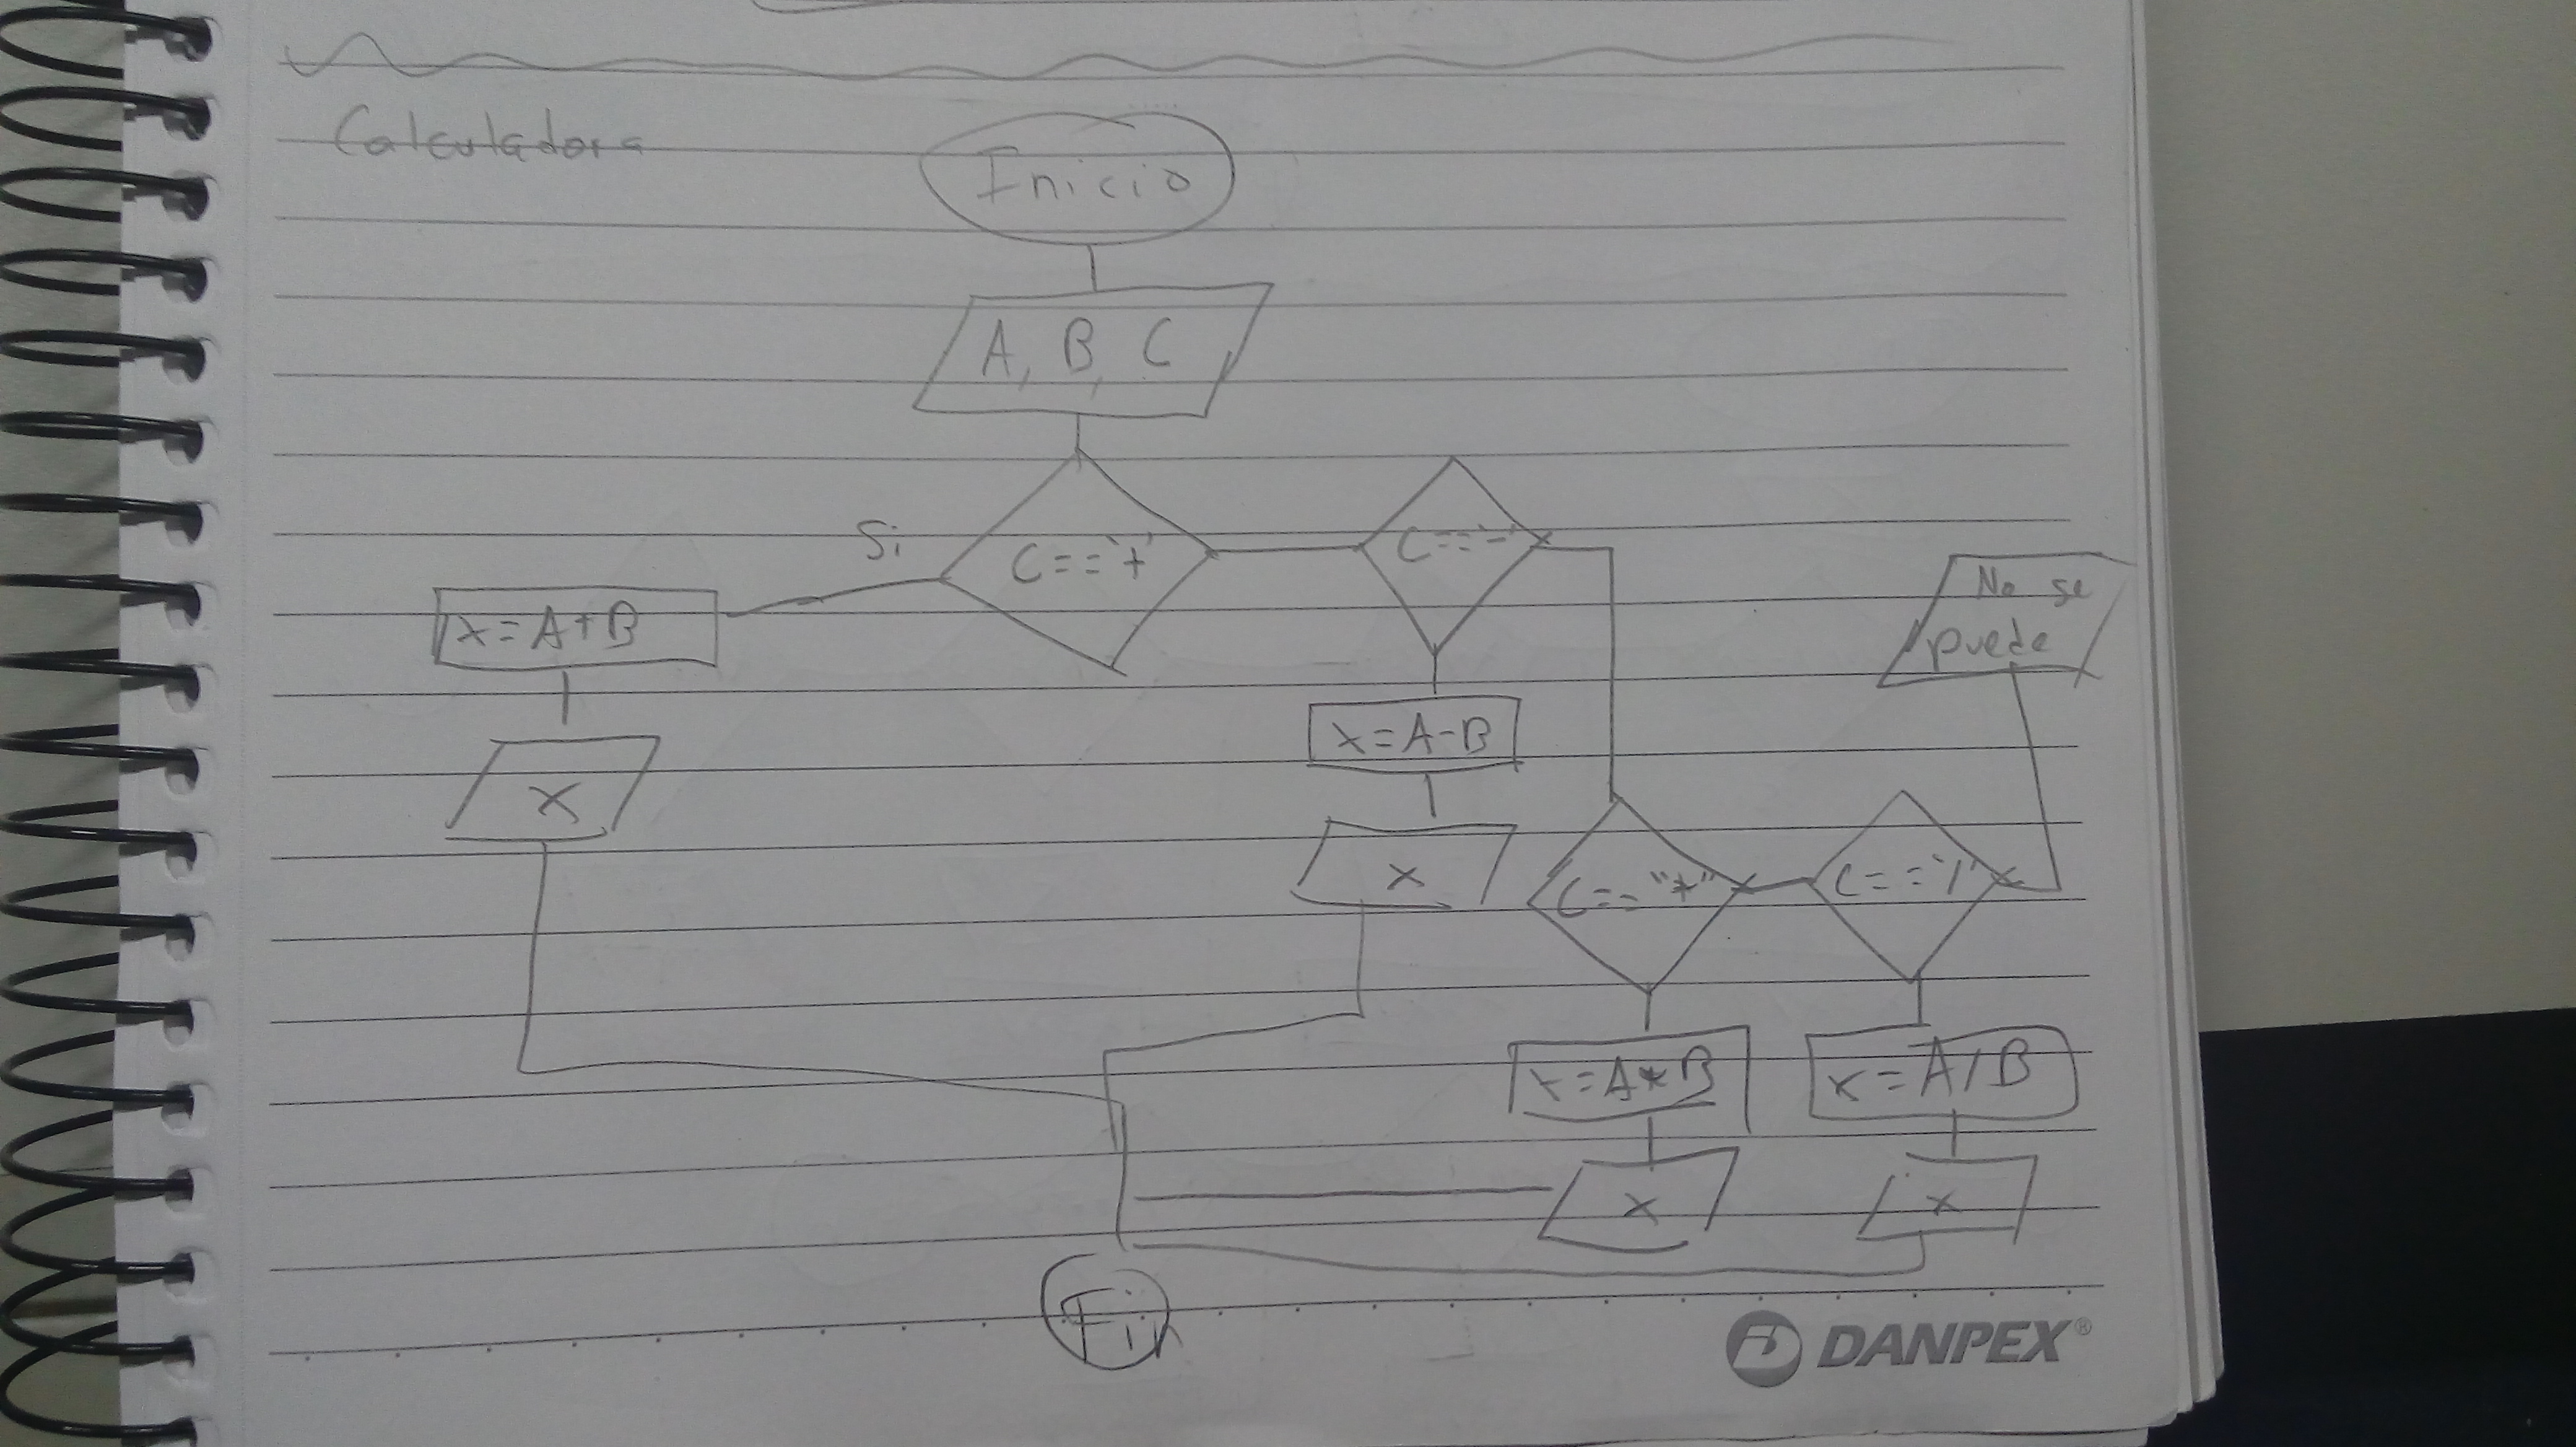 Calculadora
Inicio
A, B, C
Si
C=='+'
C=='-'
No se
puede
x=A+B
x=A-B
X
x
C=="*"
C=='/'
x=A*B
x=A/B
x
x
Fin
DANPEX®